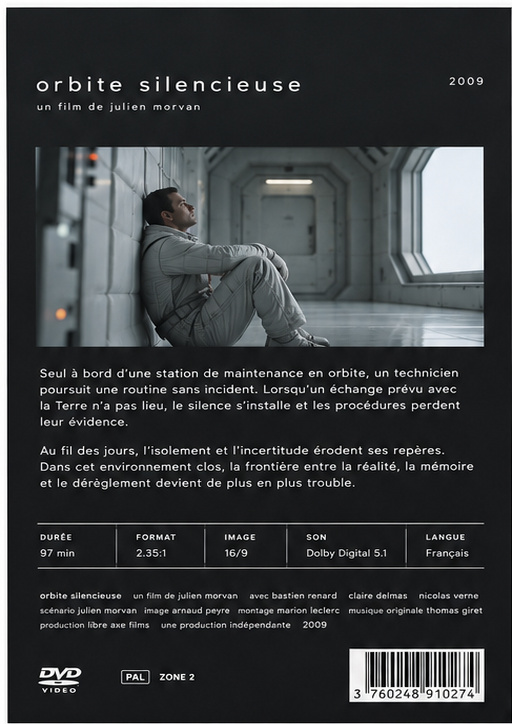 orbite silencieuse
2009
un film de julien morvan
Seul à bord d'une station de maintenance en orbite, un technicien
poursuit une routine sans incident. Lorsqu'un échange prévu avec
la Terre n'a pas lieu, le silence s'installe et les procédures perdent
leur évidence.
Au fil des jours, l'isolement et l'incertitude érodent ses repères.
Dans cet environnement clos, la frontière entre la réalité, la mémoire
et le dérèglement devient de plus en plus trouble.
DURÉE FORMAT IMAGE SON LANGUE
97 min 2.35:1 16/9 Dolby Digital 5.1 Français
orbite silencieuse un film de julien morvan avec bastien renard claire delmas nicolas verne
scénario julien morvan image arnaud peyre montage marion leclerc musique originale thomas giret
production libre axe films une production indépendante 2009
DVD VIDEO PAL ZONE 2
3 760248 910274